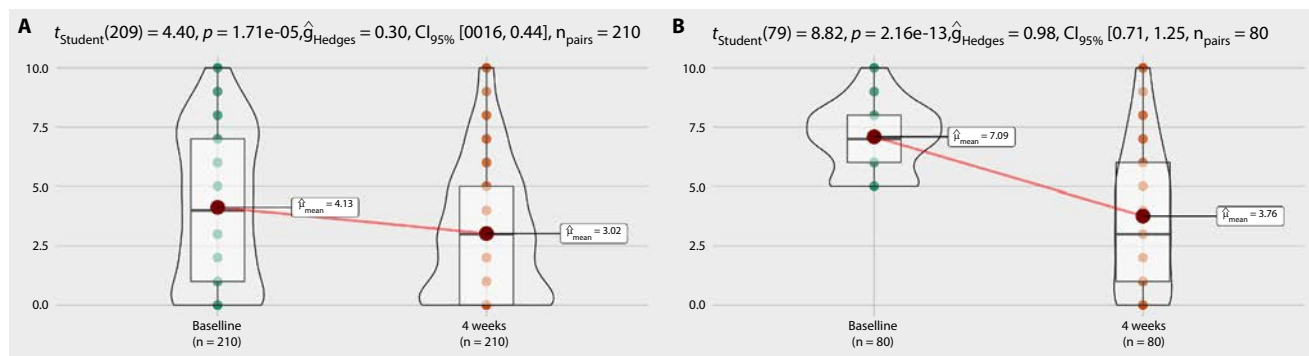 A t_Student(209) = 4.40, p = 1.71e-05, ĝ_Hedges = 0.30, CI_95% [0016, 0.44], n_pairs = 210
10.0
7.5
5.0
2.5
0.0
μ̂_mean = 4.13
μ̂_mean = 3.02
Baseline
(n = 210)
4 weeks
(n = 210)
B t_Student(79) = 8.82, p = 2.16e-13,ĝ_Hedges = 0.98, CI_95% [0.71, 1.25, n_pairs = 80
10.0
7.5
5.0
2.5
0.0
μ̂_mean = 7.09
μ̂_mean = 3.76
Baseline
(n = 80)
4 weeks
(n = 80)